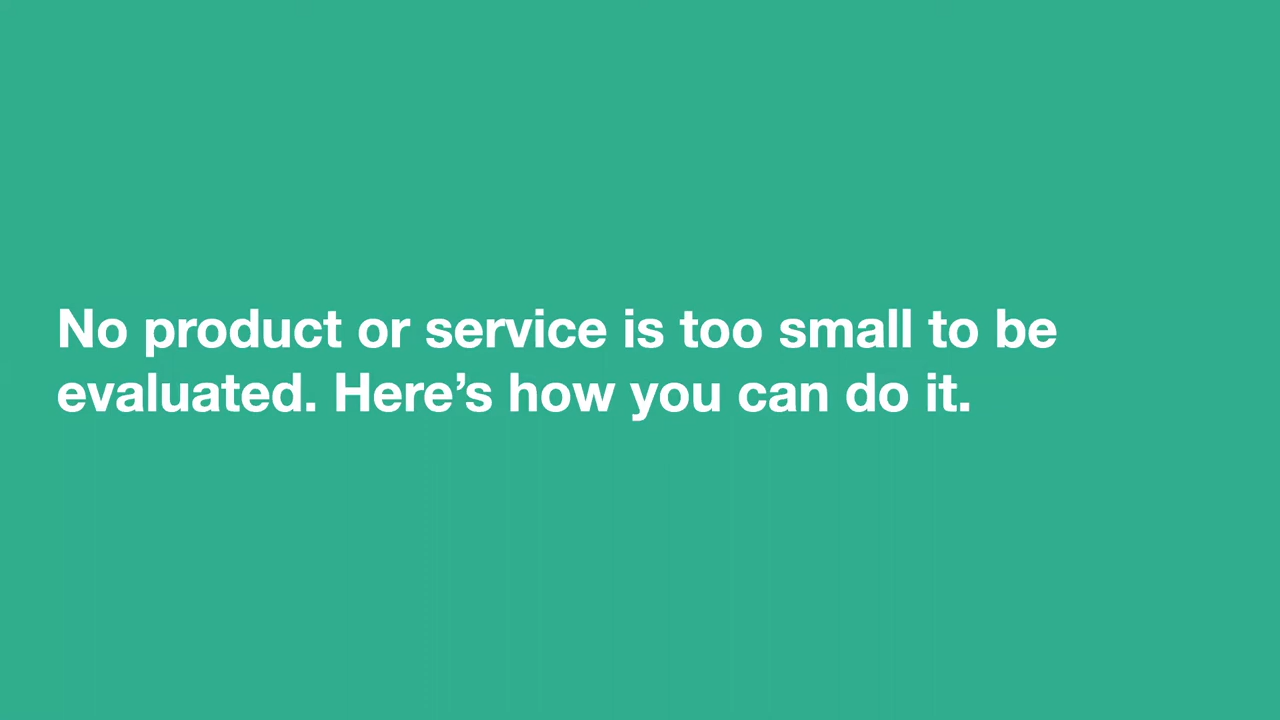 No product or service is too small to be
evaluated. Here’s how you can do it.